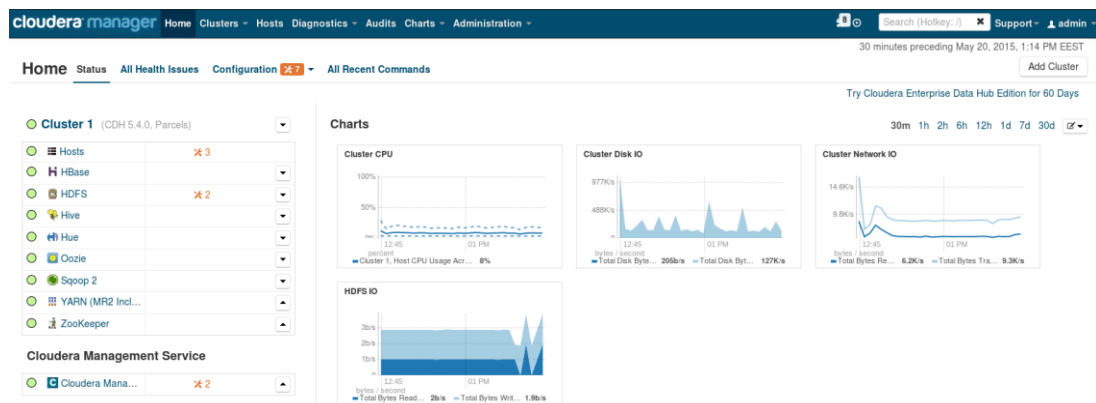 cloudera manager Home Clusters Hosts Diagnostics Audits Charts Administration 8 Search (Hotkey: /) Support admin
30 minutes preceding May 20, 2015, 1:14 PM EEST
Home Status All Health Issues Configuration 7 All Recent Commands Add Cluster
Try Cloudera Enterprise Data Hub Edition for 60 Days
Cluster 1 (CDH 5.4.0, Parcels)
Hosts 3
HBase
HDFS 2
Hive
Hue
Oozie
Sqoop 2
YARN (MR2 Incl...
ZooKeeper
Cloudera Management Service
Cloudera Mana... 2
Charts 30m 1h 2h 6h 12h 1d 7d 30d
Cluster CPU
100%
50%
0%
12:45 01 PM
percent
Cluster 1, Host CPU Usage Acr... 8%
Cluster Disk IO
977K/s
488K/s
0
12:45 01 PM
bytes / second
Total Disk Byte... 205b/s Total Disk Byt... 127K/s
Cluster Network IO
14.6K/s
9.8K/s
12:45 01 PM
bytes / second
Total Bytes Re... 6.2K/s Total Bytes Tra... 9.3K/s
HDFS IO
3b/s
2b/s
1b/s
0
12:45 01 PM
bytes / second
Total Bytes Read... 2b/s Total Bytes Writ... 1.9b/s